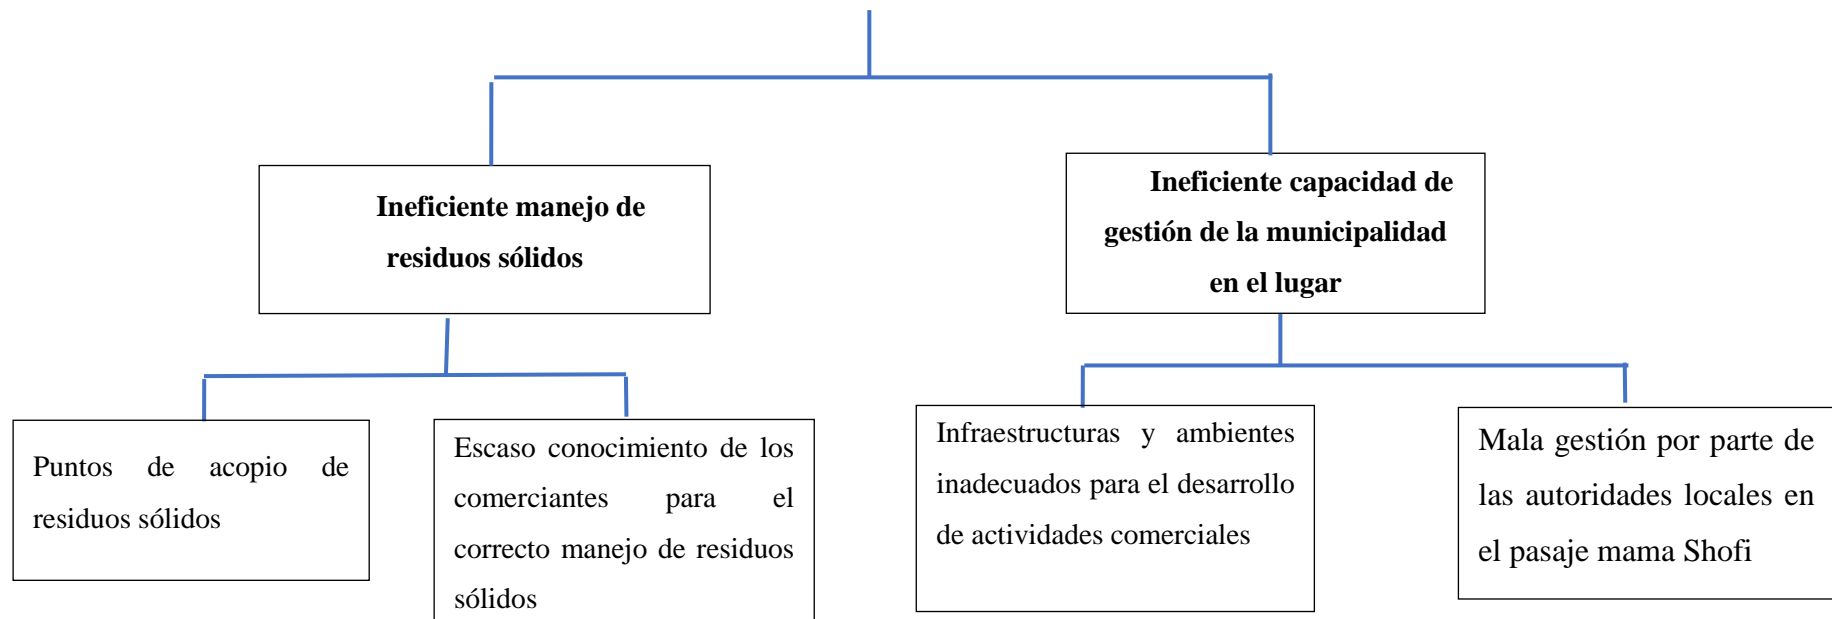 Ineficiente manejo de
residuos sólidos
Ineficiente capacidad de
gestión de la municipalidad
en el lugar
Puntos de acopio de
residuos sólidos
Escaso conocimiento de los
comerciantes para el
correcto manejo de residuos
sólidos
Infraestructuras y ambientes
inadecuados para el desarrollo
de actividades comerciales
Mala gestión por parte de
las autoridades locales en
el pasaje mama Shofi